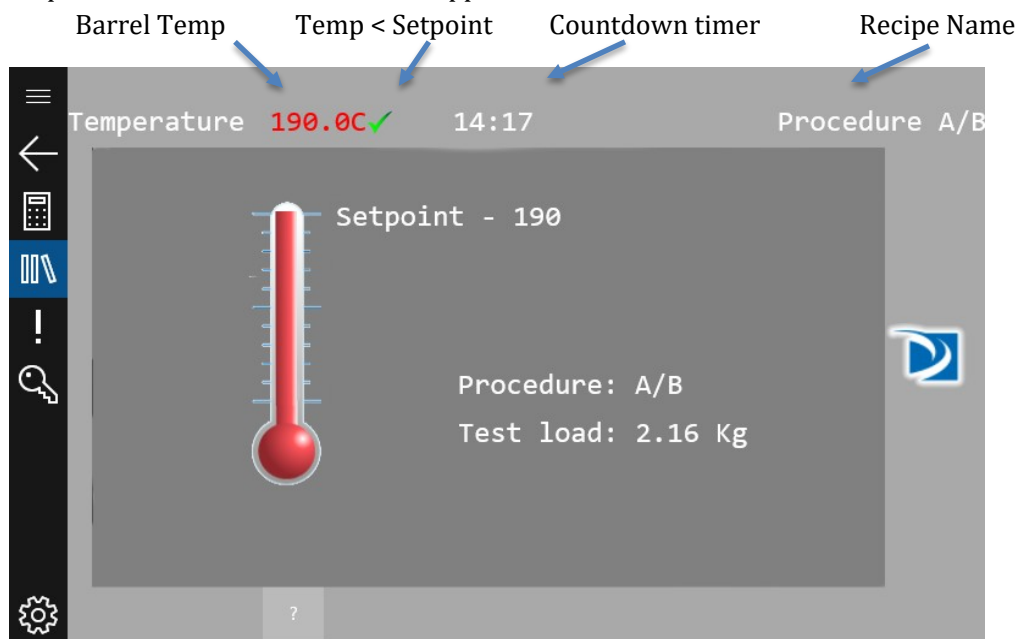 Barrel Temp Temp < Setpoint Countdown timer Recipe Name
Temperature 190.0C✓ 14:17 Procedure A/B
Setpoint - 190
Procedure: A/B
Test load: 2.16 Kg
?